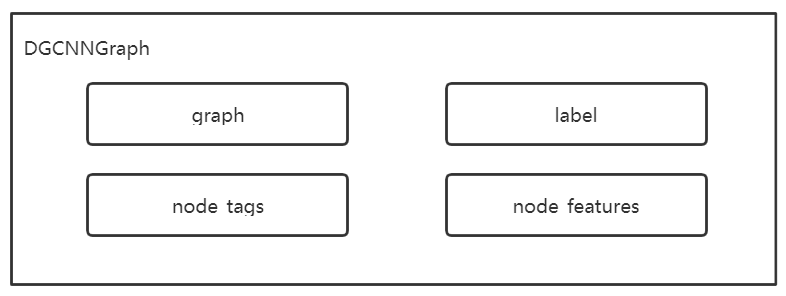 DGCNNGraph
graph
label
node tags
node features